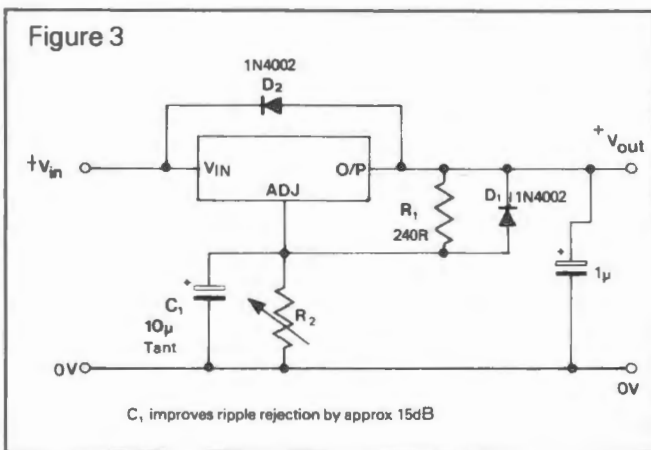 Figure 3
1N4002
D2
+Vin
VIN
O/P
ADJ
+
Vout
R1
240R
D1
1N4002
+
1μ
+
C1
10μ
Tant
R2
0V
0V
C1 improves ripple rejection by approx 15dB